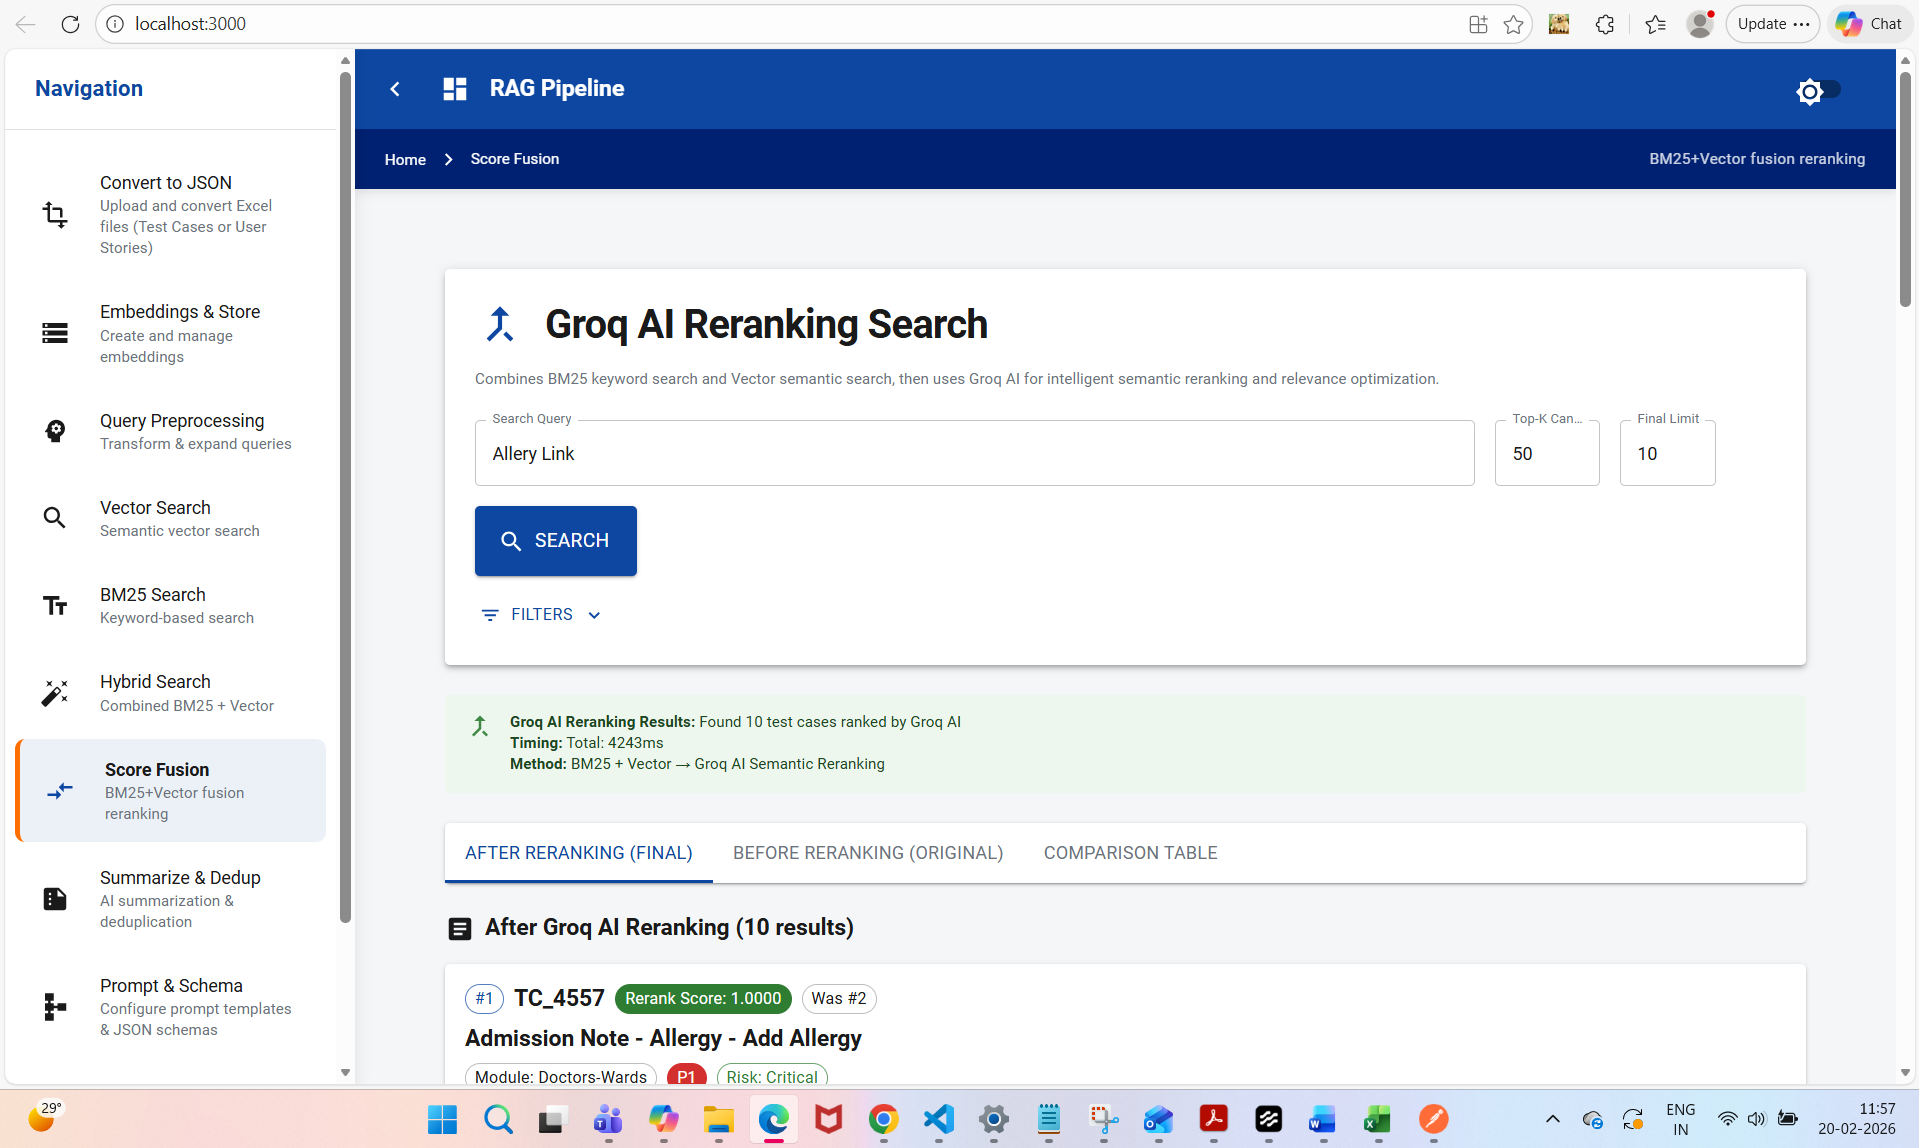 localhost:3000
Update
Chat
Navigation
Convert to JSON
Upload and convert Excel
files (Test Cases or User
Stories)
Embeddings & Store
Create and manage
embeddings
Query Preprocessing
Transform & expand queries
Vector Search
Semantic vector search
BM25 Search
Keyword-based search
Hybrid Search
Combined BM25 + Vector
Score Fusion
BM25+Vector fusion
reranking
Summarize & Dedup
AI summarization &
deduplication
Prompt & Schema
Configure prompt templates
& JSON schemas
RAG Pipeline
Home > Score Fusion
BM25+Vector fusion reranking
Groq AI Reranking Search
Combines BM25 keyword search and Vector semantic search, then uses Groq AI for intelligent semantic reranking and relevance optimization.
Search Query
Allery Link
Top-K Can...
50
Final Limit
10
SEARCH
FILTERS
Groq AI Reranking Results: Found 10 test cases ranked by Groq AI
Timing: Total: 4243ms
Method: BM25 + Vector → Groq AI Semantic Reranking
AFTER RERANKING (FINAL)
BEFORE RERANKING (ORIGINAL)
COMPARISON TABLE
After Groq AI Reranking (10 results)
#1 TC_4557 Rerank Score: 1.0000 Was #2
Admission Note - Allergy - Add Allergy
Module: Doctors-Wards P1 Risk: Critical
29°
ENG
IN
11:57
20-02-2026